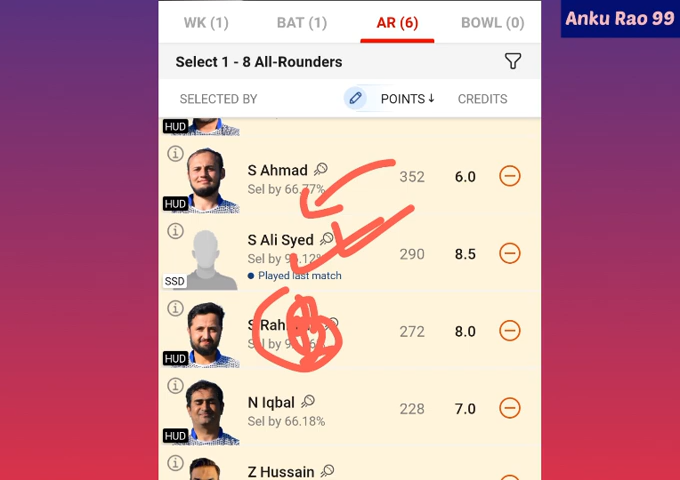 Anku Rao 99
WK (1) BAT (1) AR (6) BOWL (0)
Select 1 - 8 All-Rounders
SELECTED BY POINTS↓ CREDITS
HUD
S Ahmad
Sel by 66.77%
352 6.0
HUD
S Ali Syed
Played last match
290 8.5
SSD
272 8.0
HUD
N Iqbal
Sel by 66.18%
228 7.0
HUD
Z Hussain